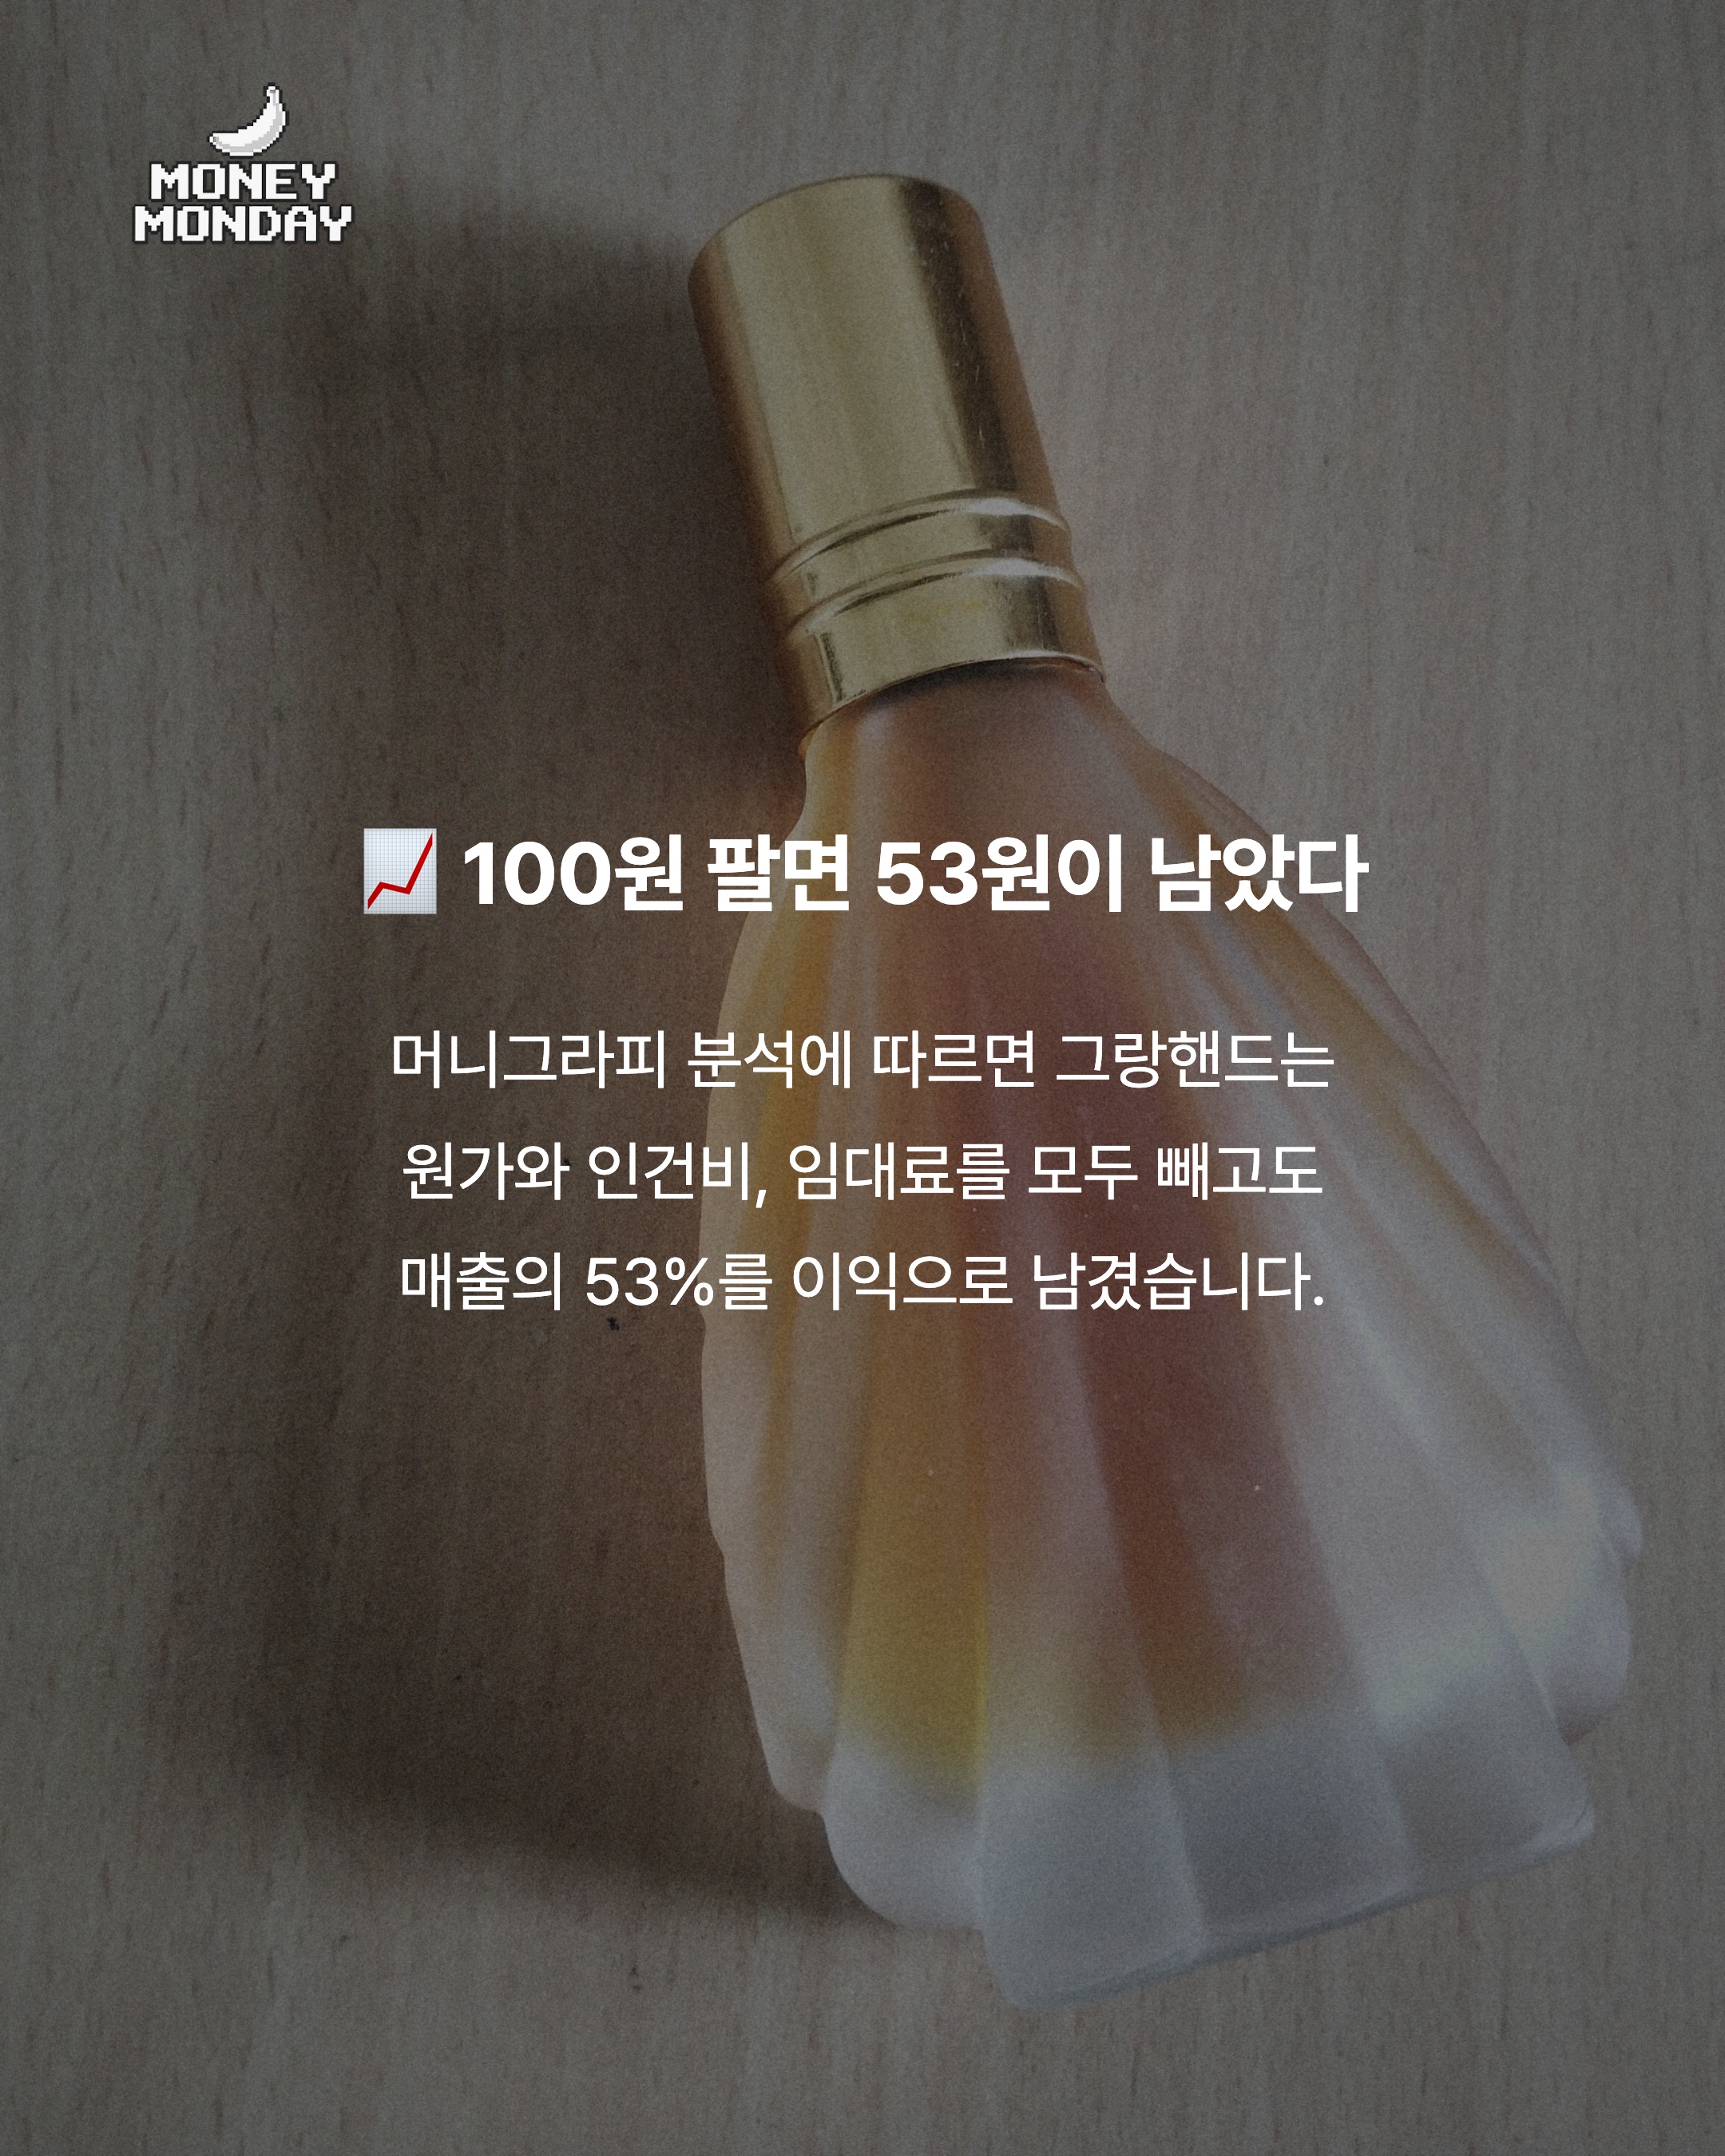 MONEY
MONDAY
📈 100원 팔면 53원이 남았다
머니그라피 분석에 따르면 그랑핸드는
원가와 인건비, 임대료를 모두 빼고도
매출의 53%를 이익으로 남겼습니다.